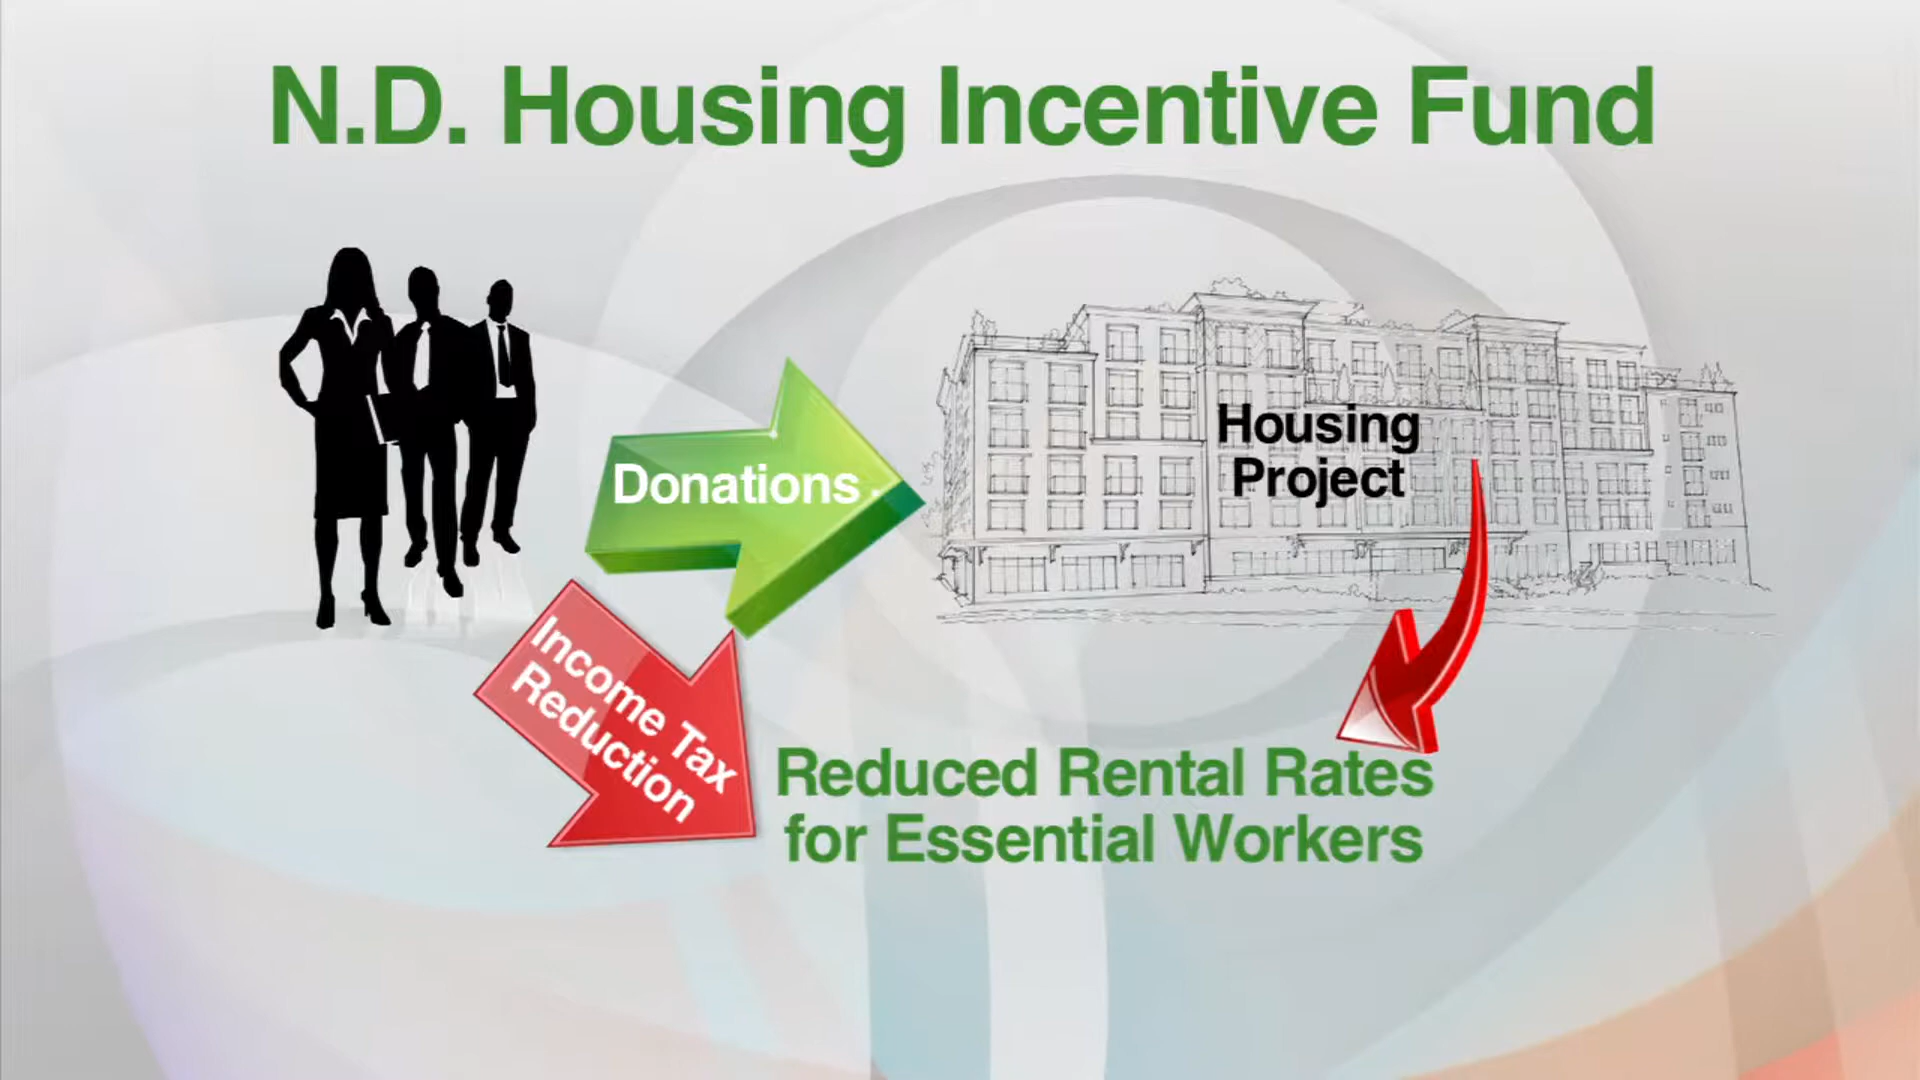 N.D. Housing Incentive Fund
Donations
Housing
Project
Income Tax
Reduction
Reduced Rental Rates
for Essential Workers